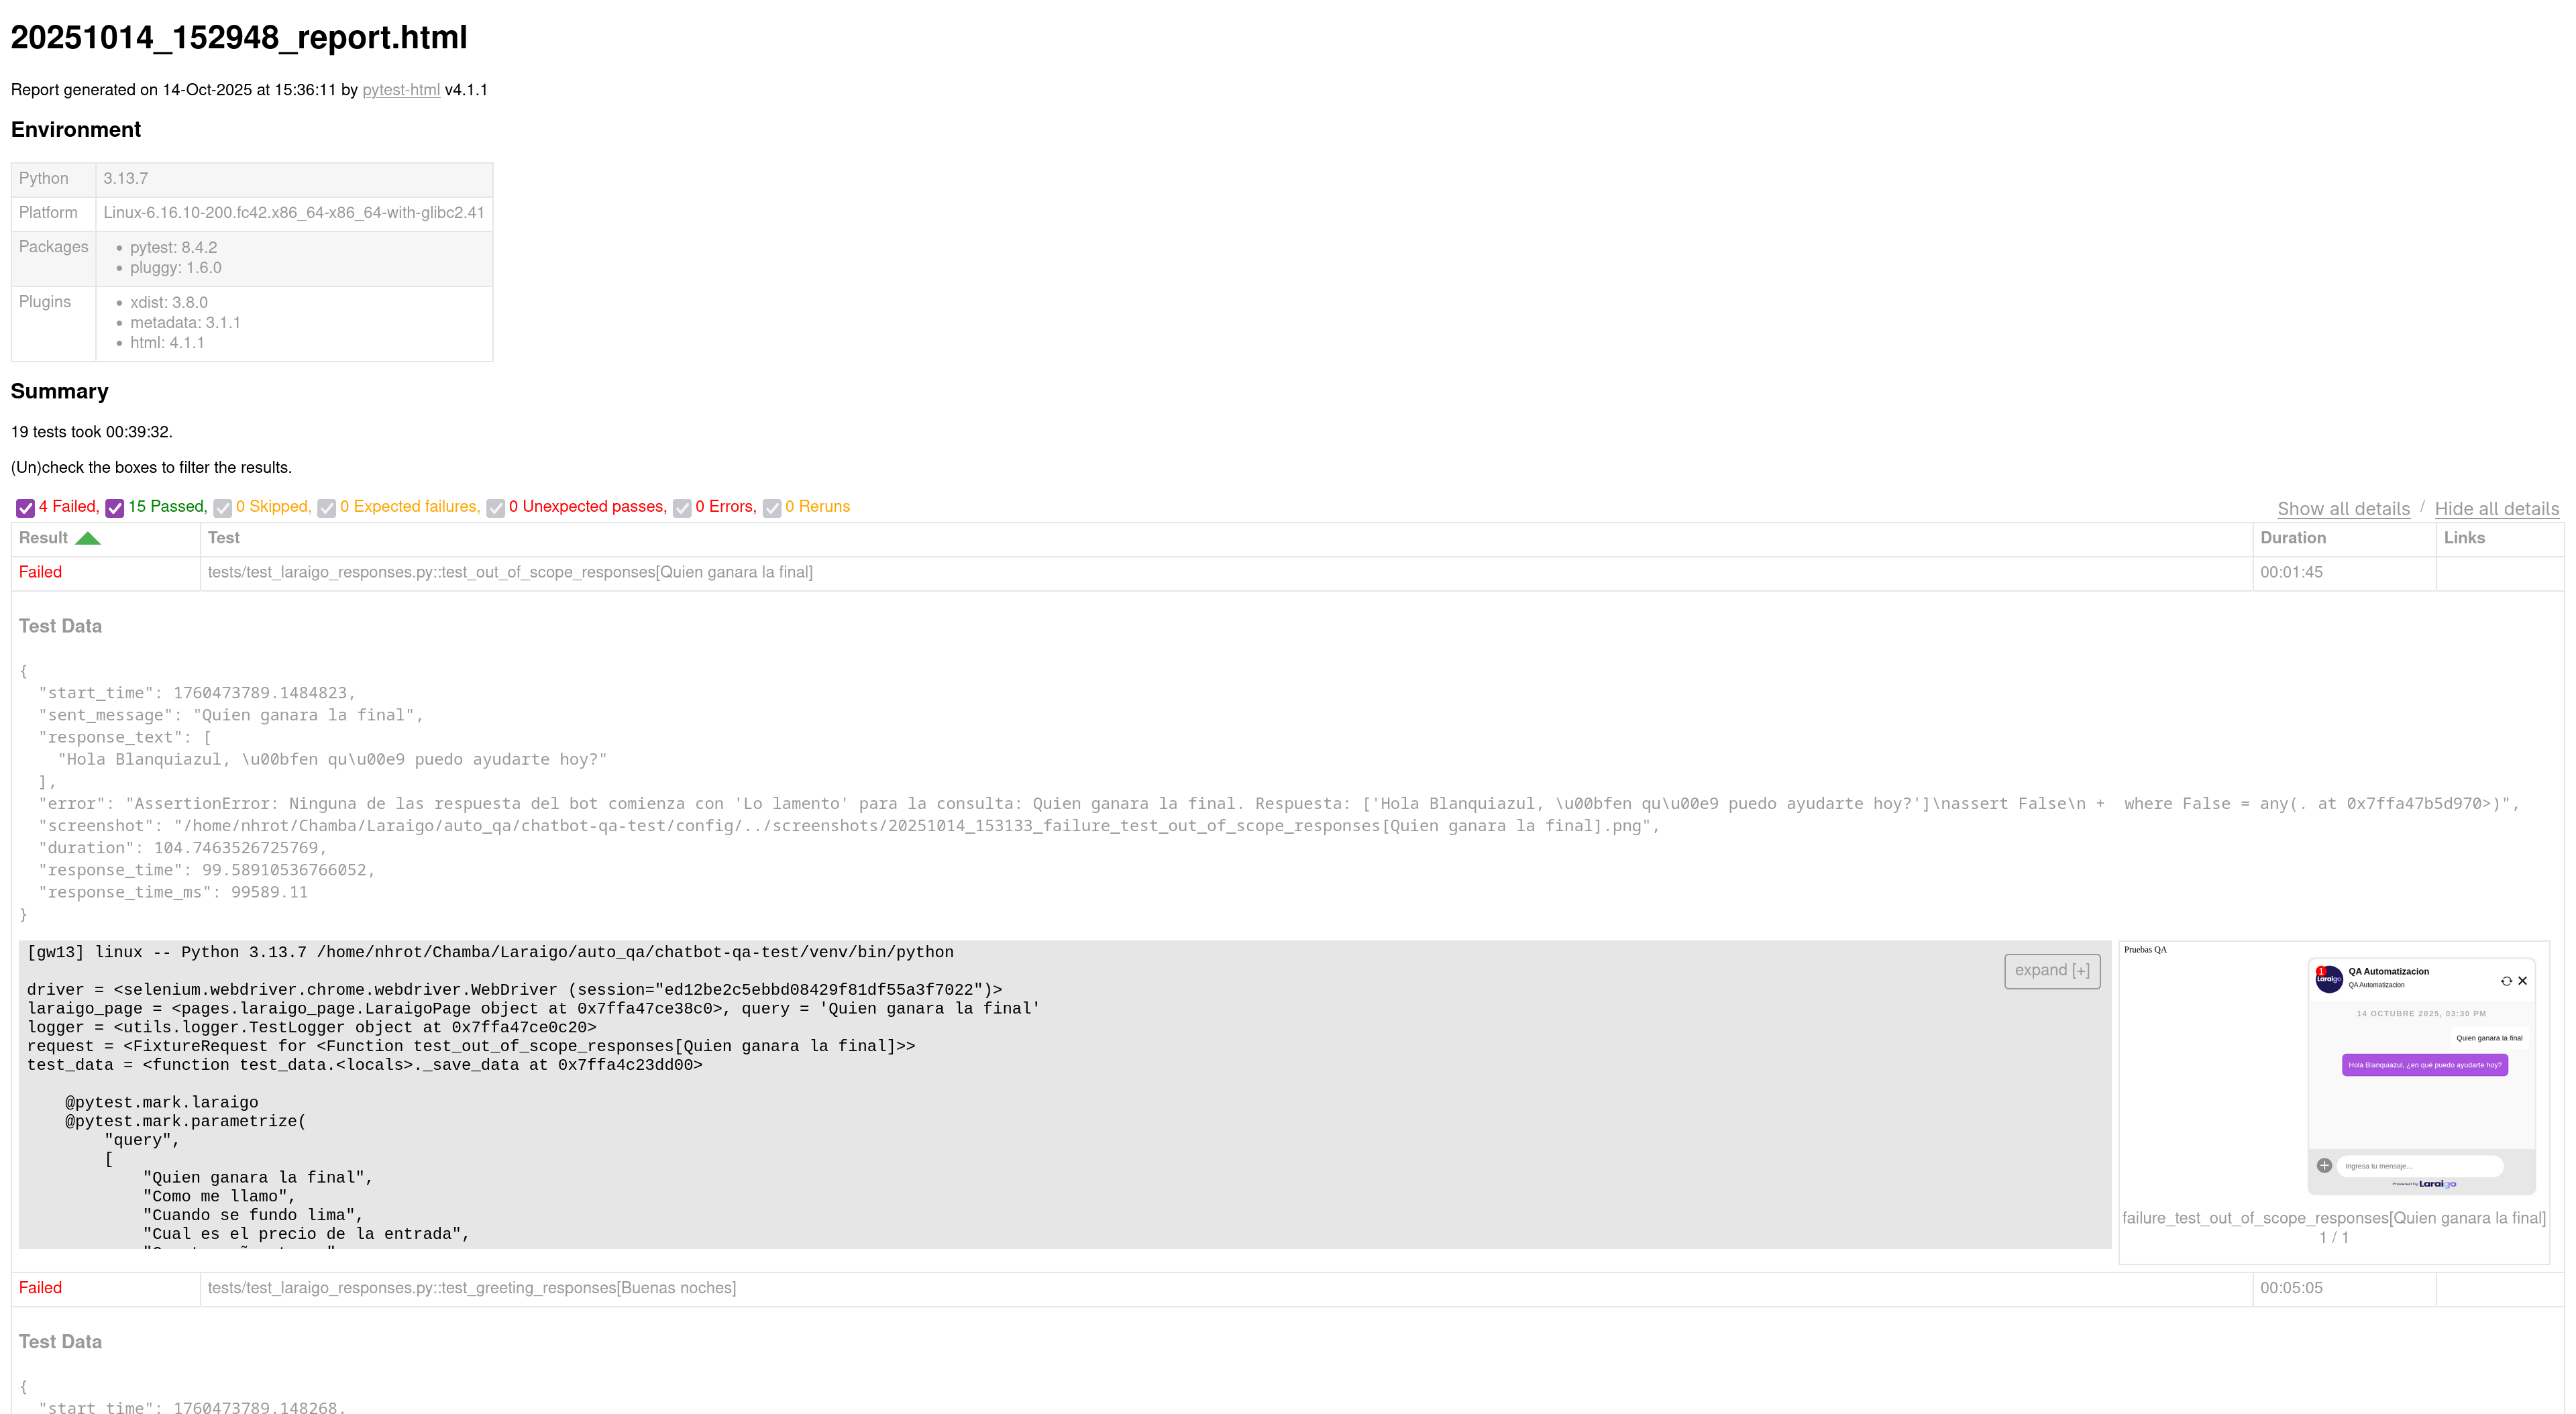 20251014_152948_report.html
Report generated on 14-Oct-2025 at 15:36:11 by pytest-html v4.1.1
Environment
Python 3.13.7
Platform Linux-6.16.10-200.fc42.x86_64-x86_64-with-glibc2.41
Packages
• pytest: 8.4.2
• pluggy: 1.6.0
Plugins
• xdist: 3.8.0
• metadata: 3.1.1
• html: 4.1.1
Summary
19 tests took 00:39:32.
(Un)check the boxes to filter the results.
4 Failed, 15 Passed, 0 Skipped, 0 Expected failures, 0 Unexpected passes, 0 Errors, 0 Reruns
Show all details / Hide all details
Result Test Duration Links
Failed tests/test_laraigo_responses.py::test_out_of_scope_responses[Quien ganara la final] 00:01:45
Test Data
{
"start_time": 1760473789.1484823,
"sent_message": "Quien ganara la final",
"response_text": [
"Hola Blanquiazul, \u00bfen qu\u00e9 puedo ayudarte hoy?"
],
"error": "AssertionError: Ninguna de las respuesta del bot comienza con 'Lo lamento' para la consulta: Quien ganara la final. Respuesta: ['Hola Blanquiazul, \u00bfen qu\u00e9 puedo ayudarte hoy?']\nassert False\n +  where False = any(. at 0x7ffa47b5d970>)",
"screenshot": "/home/nhrot/Chamba/Laraigo/auto_qa/chatbot-qa-test/config/../screenshots/20251014_153133_failure_test_out_of_scope_responses[Quien ganara la final].png",
"duration": 104.7463526725769,
"response_time": 99.58910536766052,
"response_time_ms": 99589.11
}
[gw13] linux -- Python 3.13.7 /home/nhrot/Chamba/Laraigo/auto_qa/chatbot-qa-test/venv/bin/python
expand [+]
driver = <selenium.webdriver.chrome.webdriver.WebDriver (session="ed12be2c5ebbd08429f81df55a3f7022")>
laraigo_page = <pages.laraigo_page.LaraigoPage object at 0x7ffa47ce38c0>, query = 'Quien ganara la final'
logger = <utils.logger.TestLogger object at 0x7ffa47ce0c20>
request = <FixtureRequest for <Function test_out_of_scope_responses[Quien ganara la final]>>
test_data = <function test_data.<locals>._save_data at 0x7ffa4c23dd00>
@pytest.mark.laraigo
@pytest.mark.parametrize(
"query",
[
"Quien ganara la final",
"Como me llamo",
"Cuando se fundo lima",
"Cual es el precio de la entrada",
Pruebas QA
1
Laraigo
QA Automatizacion
QA Automatizacion
14 OCTUBRE 2025, 03:30 PM
Quien ganara la final
Hola Blanquiazul, ¿en qué puedo ayudarte hoy?
Ingresa tu mensaje...
Powered by Laraigo
failure_test_out_of_scope_responses[Quien ganara la final]
1 / 1
Failed tests/test_laraigo_responses.py::test_greeting_responses[Buenas noches] 00:05:05
Test Data
{
"start_time": 1760473789.148268,